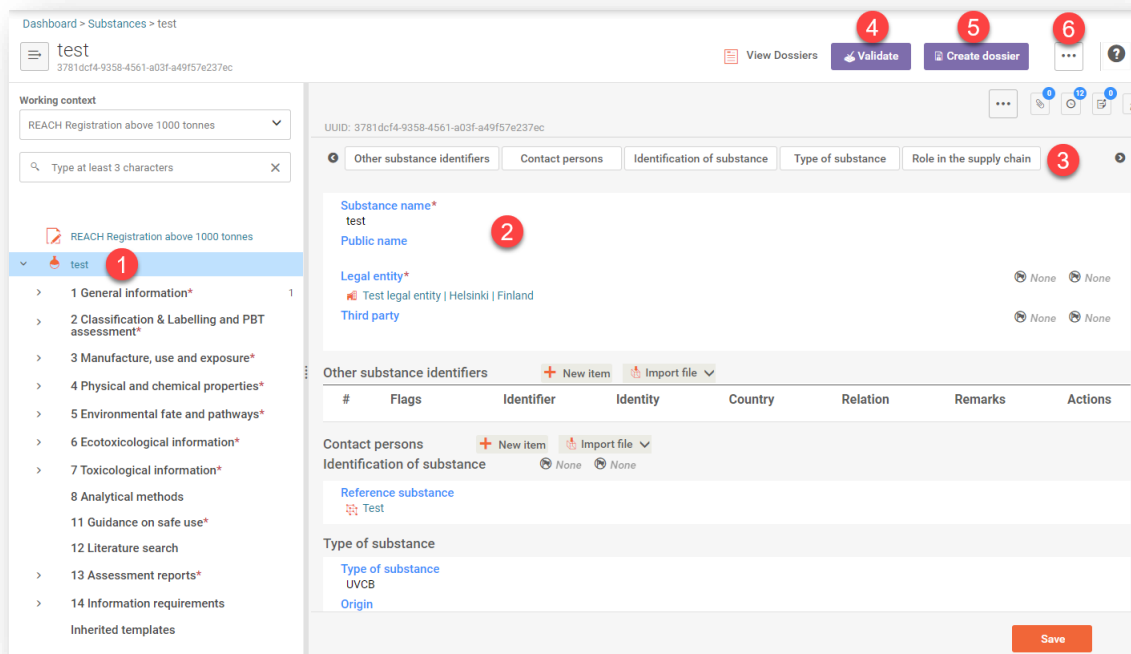 Dashboard > Substances > test
test
3781dcf4-9358-4561-a03f-a49f57e237ec
View Dossiers
4
Validate
5
Create dossier
6
...
?
Working context
REACH Registration above 1000 tonnes
Type at least 3 characters
REACH Registration above 1000 tonnes
test
1
1 General information*
1
2 Classification & Labelling and PBT
assessment*
3 Manufacture, use and exposure*
4 Physical and chemical properties*
5 Environmental fate and pathways*
6 Ecotoxicological information*
7 Toxicological information*
8 Analytical methods
11 Guidance on safe use*
12 Literature search
13 Assessment reports*
14 Information requirements
Inherited templates
...
0
12
0
UUID: 3781dcf4-9358-4561-a03f-a49f57e237ec
Other substance identifiers
Contact persons
Identification of substance
Type of substance
Role in the supply chain
3
Substance name*
test
2
Public name
Legal entity*
None None
Test legal entity | Helsinki | Finland
Third party
None None
Other substance identifiers
New item
Import file
# Flags Identifier Identity Country Relation Remarks Actions
Contact persons
New item
Import file
Identification of substance
None None
Reference substance
Test
Type of substance
Type of substance
UVCB
Origin
Save